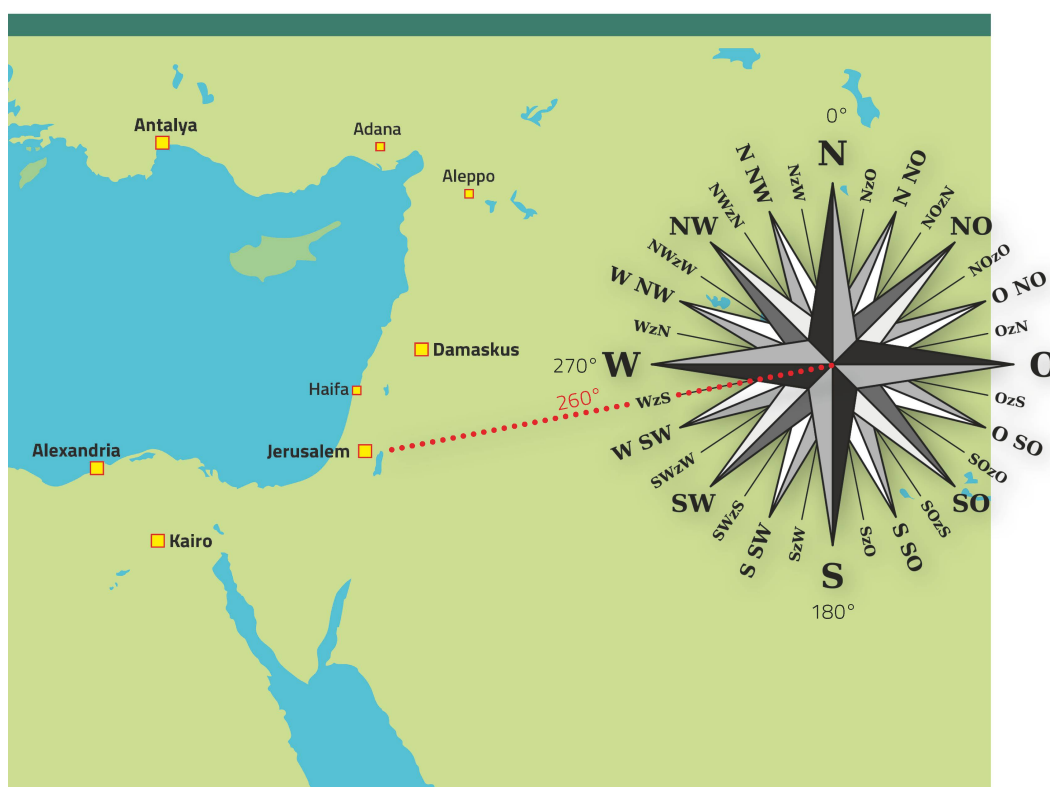 Antalya
Adana
Aleppo
Damaskus
Haifa
Jerusalem
Alexandria
Kairo
0°
N
NzO
N NO
NOzN
NO
NOzO
O NO
OzN
O
OzS
O SO
SOzO
SO
SOzS
S SO
SzO
S
180°
SzW
S SW
SWzS
SW
SWzW
W SW
WzS
260°
W
270°
WzN
W NW
NWzW
NW
NWzN
N NW
NzW